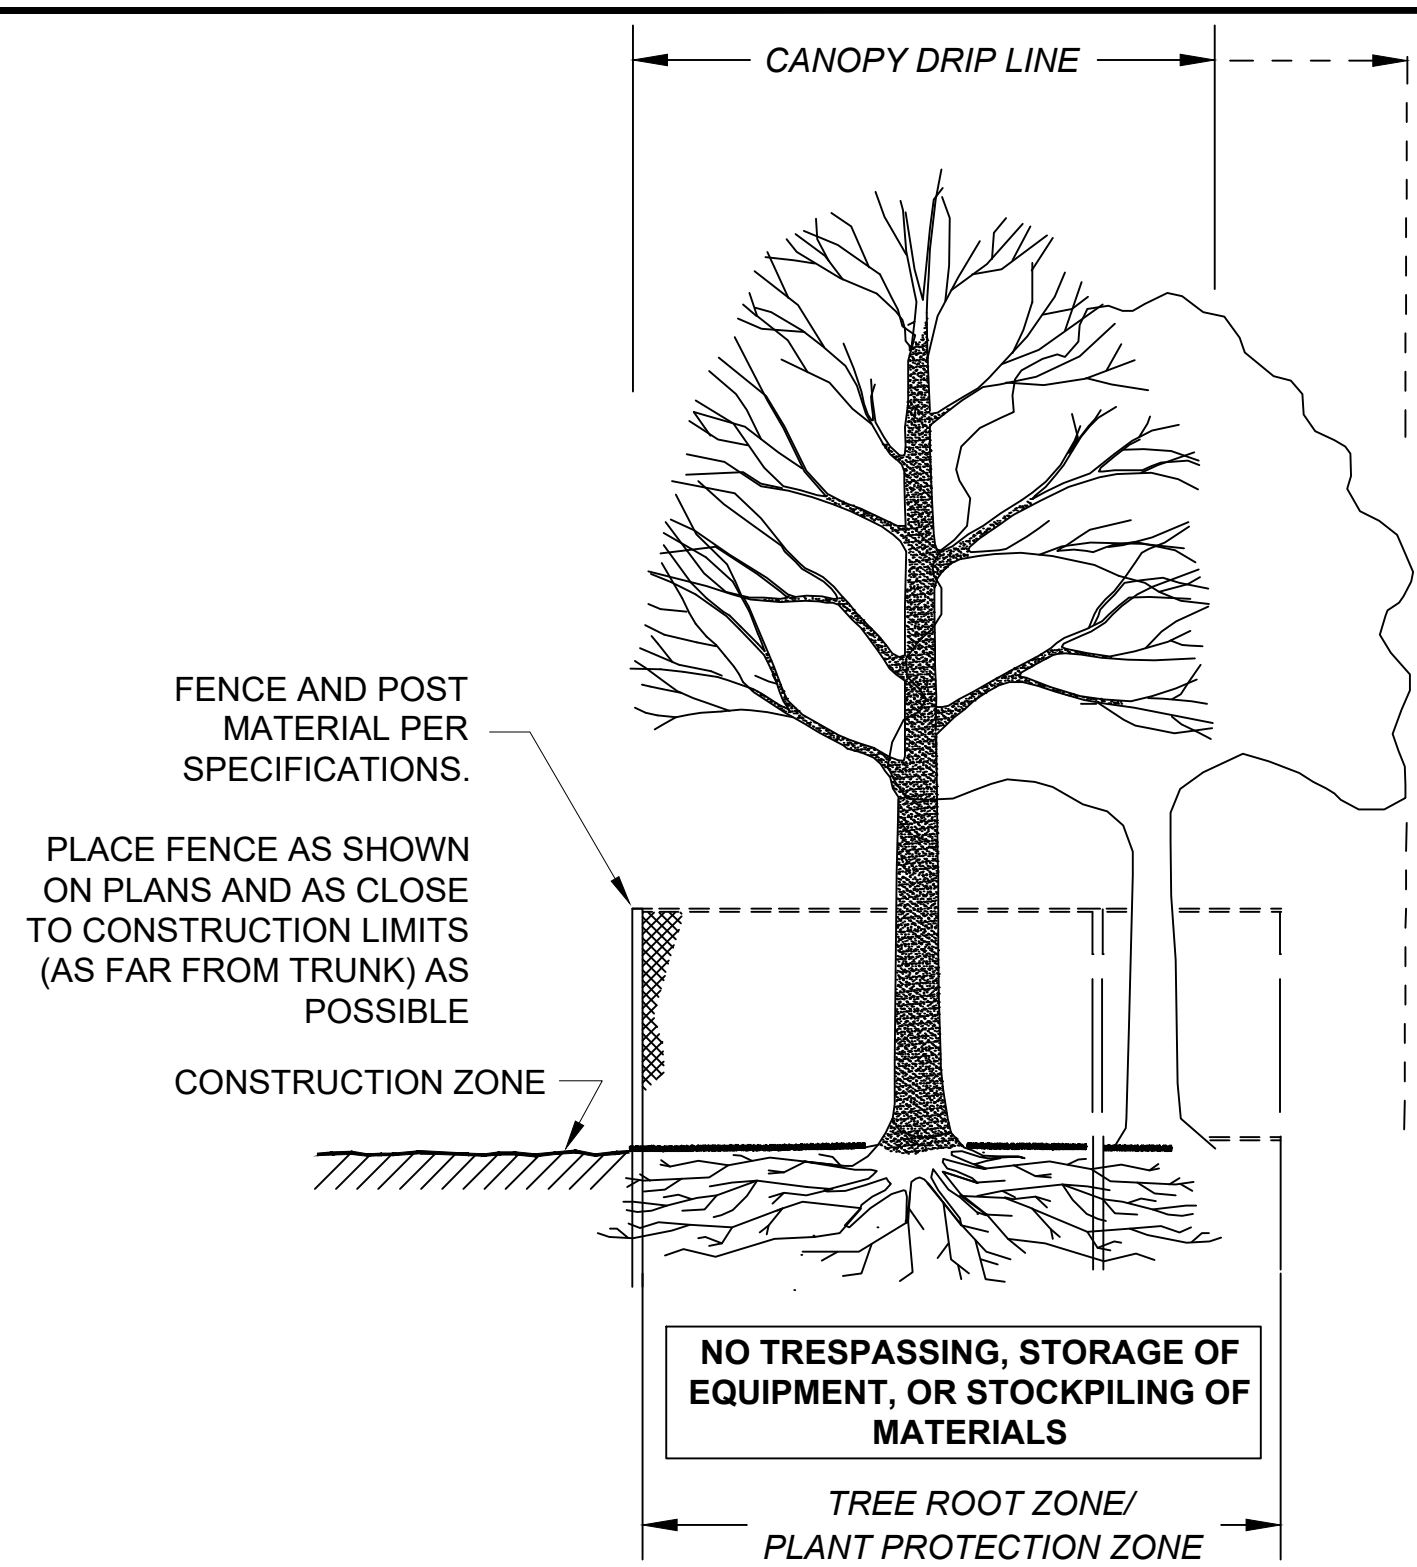 CANOPY DRIP LINE
FENCE AND POST
MATERIAL PER
SPECIFICATIONS.
PLACE FENCE AS SHOWN
ON PLANS AND AS CLOSE
TO CONSTRUCTION LIMITS
(AS FAR FROM TRUNK) AS
POSSIBLE
CONSTRUCTION ZONE
NO TRESPASSING, STORAGE OF
EQUIPMENT, OR STOCKPILING OF
MATERIALS
TREE ROOT ZONE/
PLANT PROTECTION ZONE